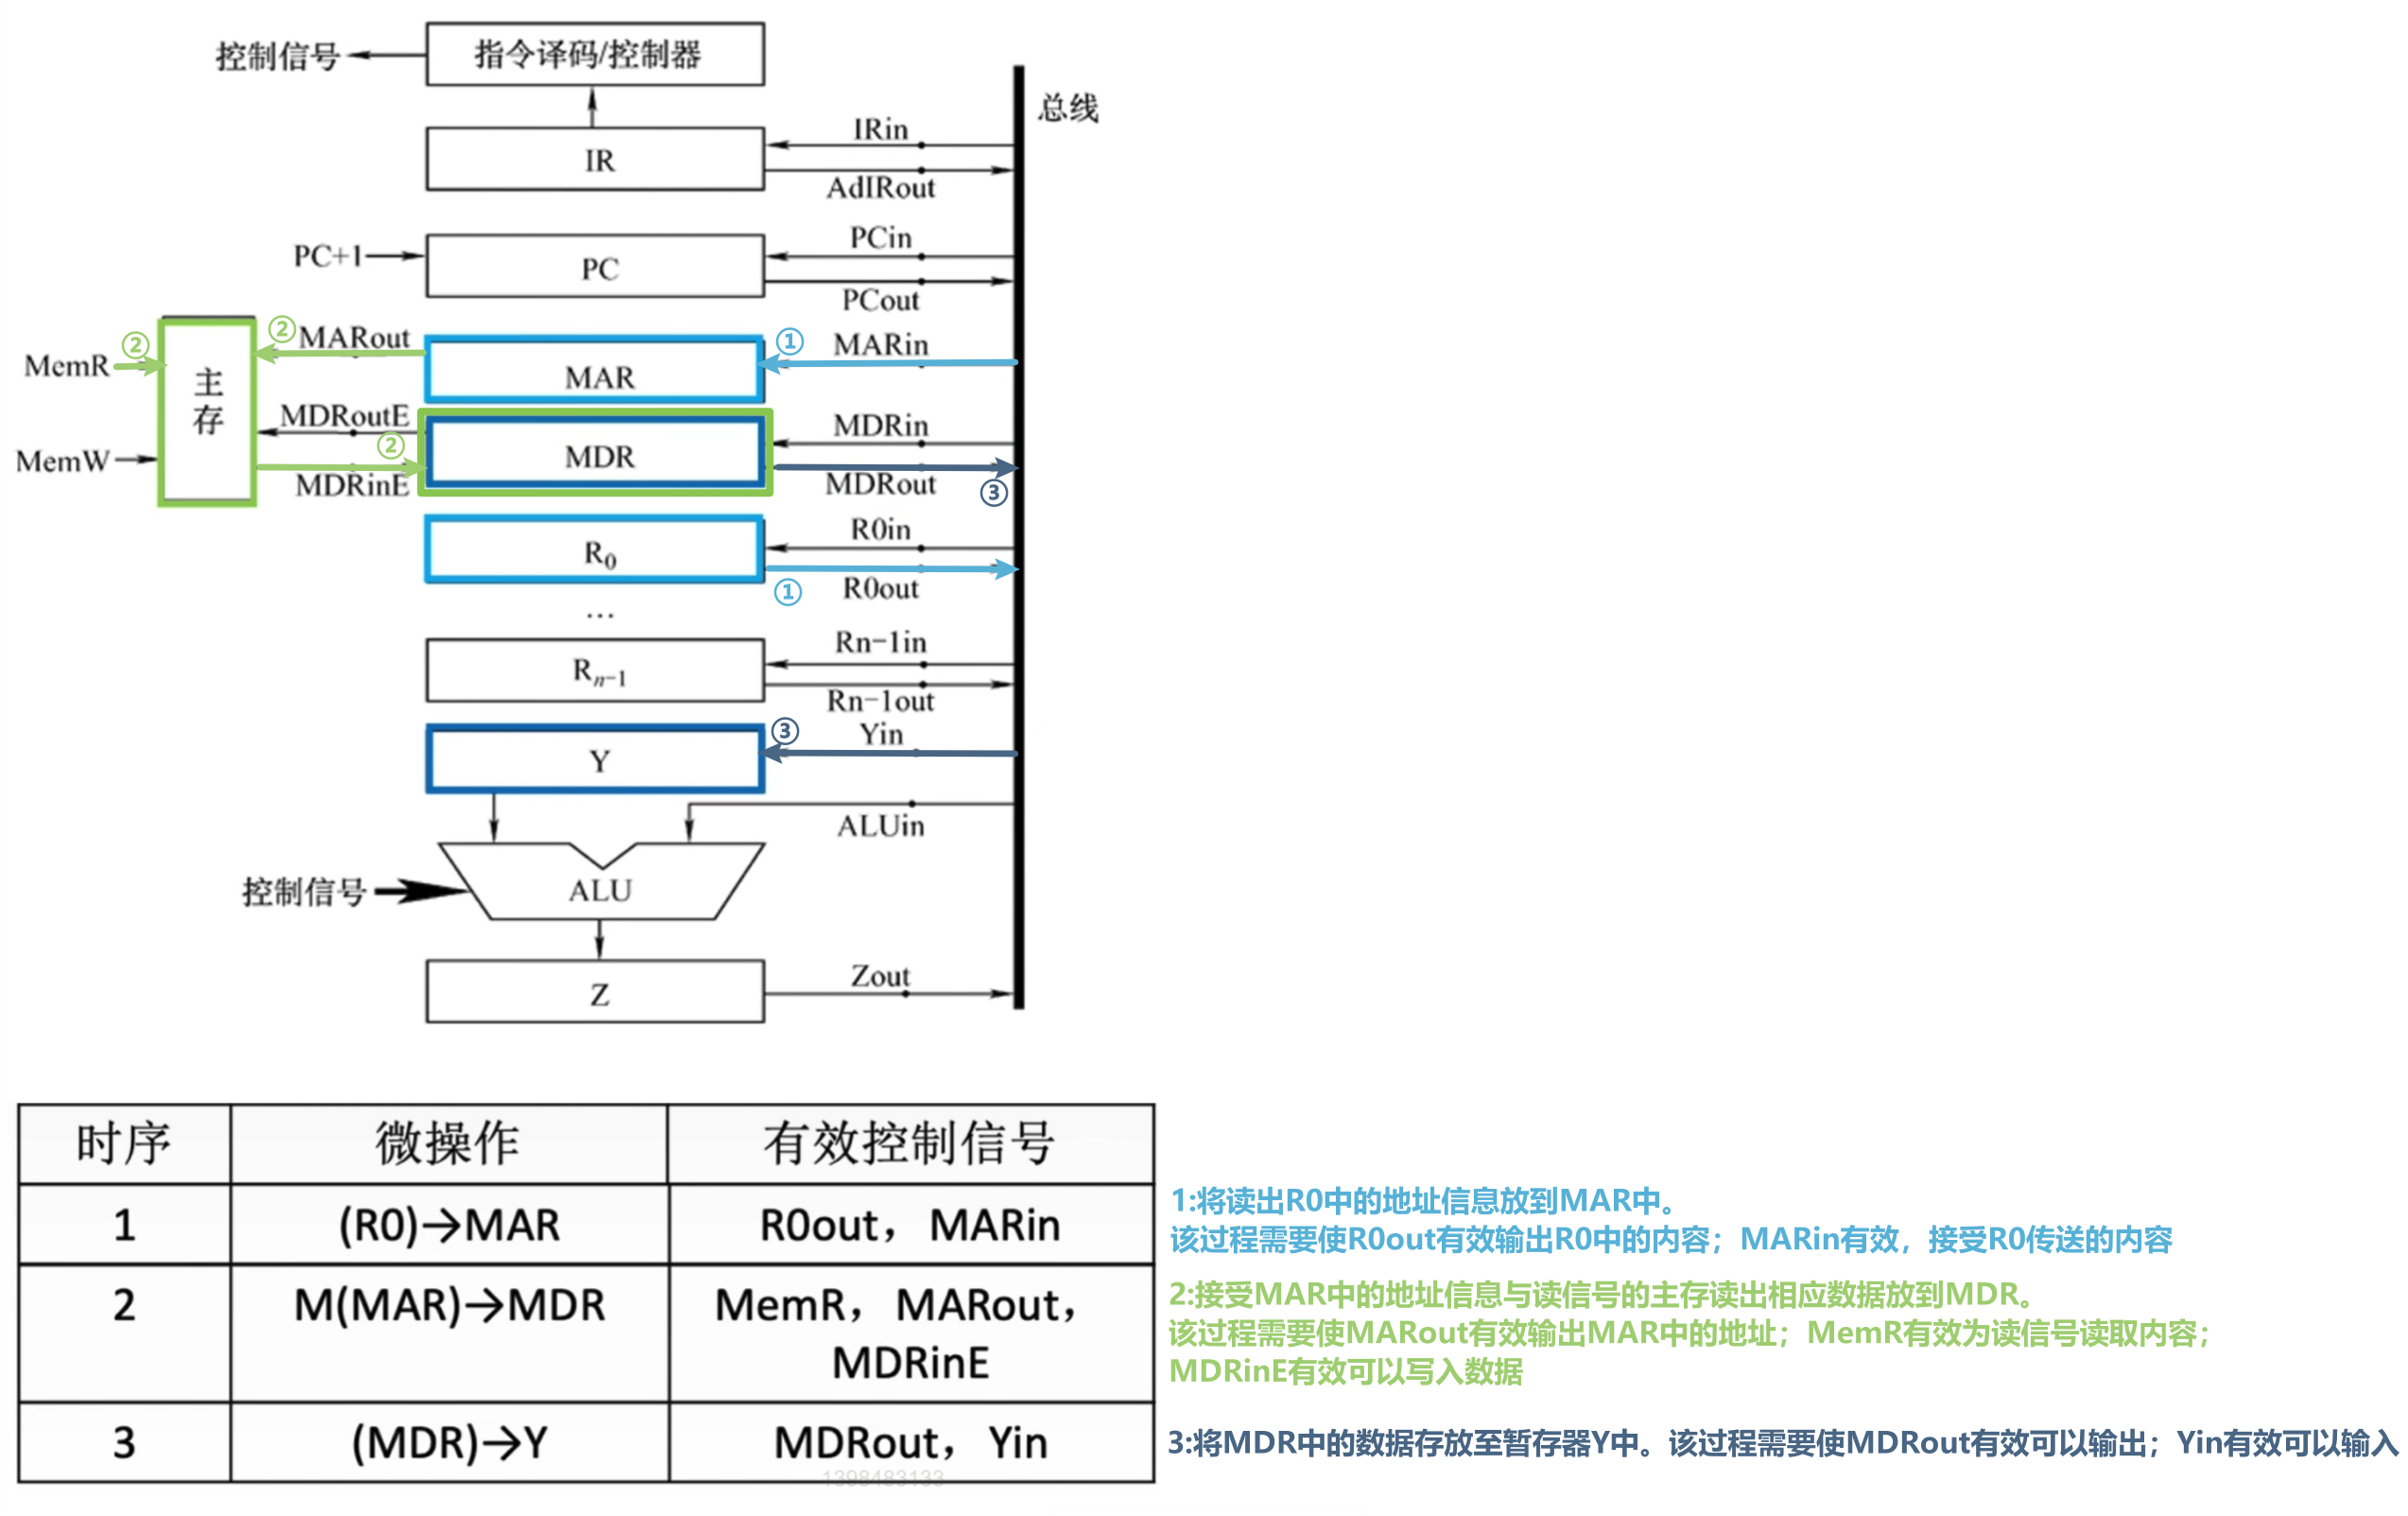 控制信号
指令译码/控制器
总线
IRin
IR
AdIRout
PCin
PC+1
PC
PCout
② MARout
① MARin
MemR ②
主存
MAR
MDRoutE
MDRin
②
MDR
MemW
MDRinE
MDRout
③
R0in
R0
R0out
①
…
Rn-1in
Rn-1
Rn-1out
③ Yin
Y
ALUin
控制信号
ALU
Zout
Z
时序 微操作 有效控制信号
1 (R0)→MAR R0out，MARin
2 M(MAR)→MDR MemR，MARout，
MDRinE
3 (MDR)→Y MDRout，Yin
1398483133
1:将读出R0中的地址信息放到MAR中。
该过程需要使R0out有效输出R0中的内容；MARin有效，接受R0传送的内容
2:接受MAR中的地址信息与读信号的主存读出相应数据放到MDR。
该过程需要使MARout有效输出MAR中的地址；MemR有效为读信号读取内容；
MDRinE有效可以写入数据
3:将MDR中的数据存放至暂存器Y中。该过程需要使MDRout有效可以输出；Yin有效可以输入